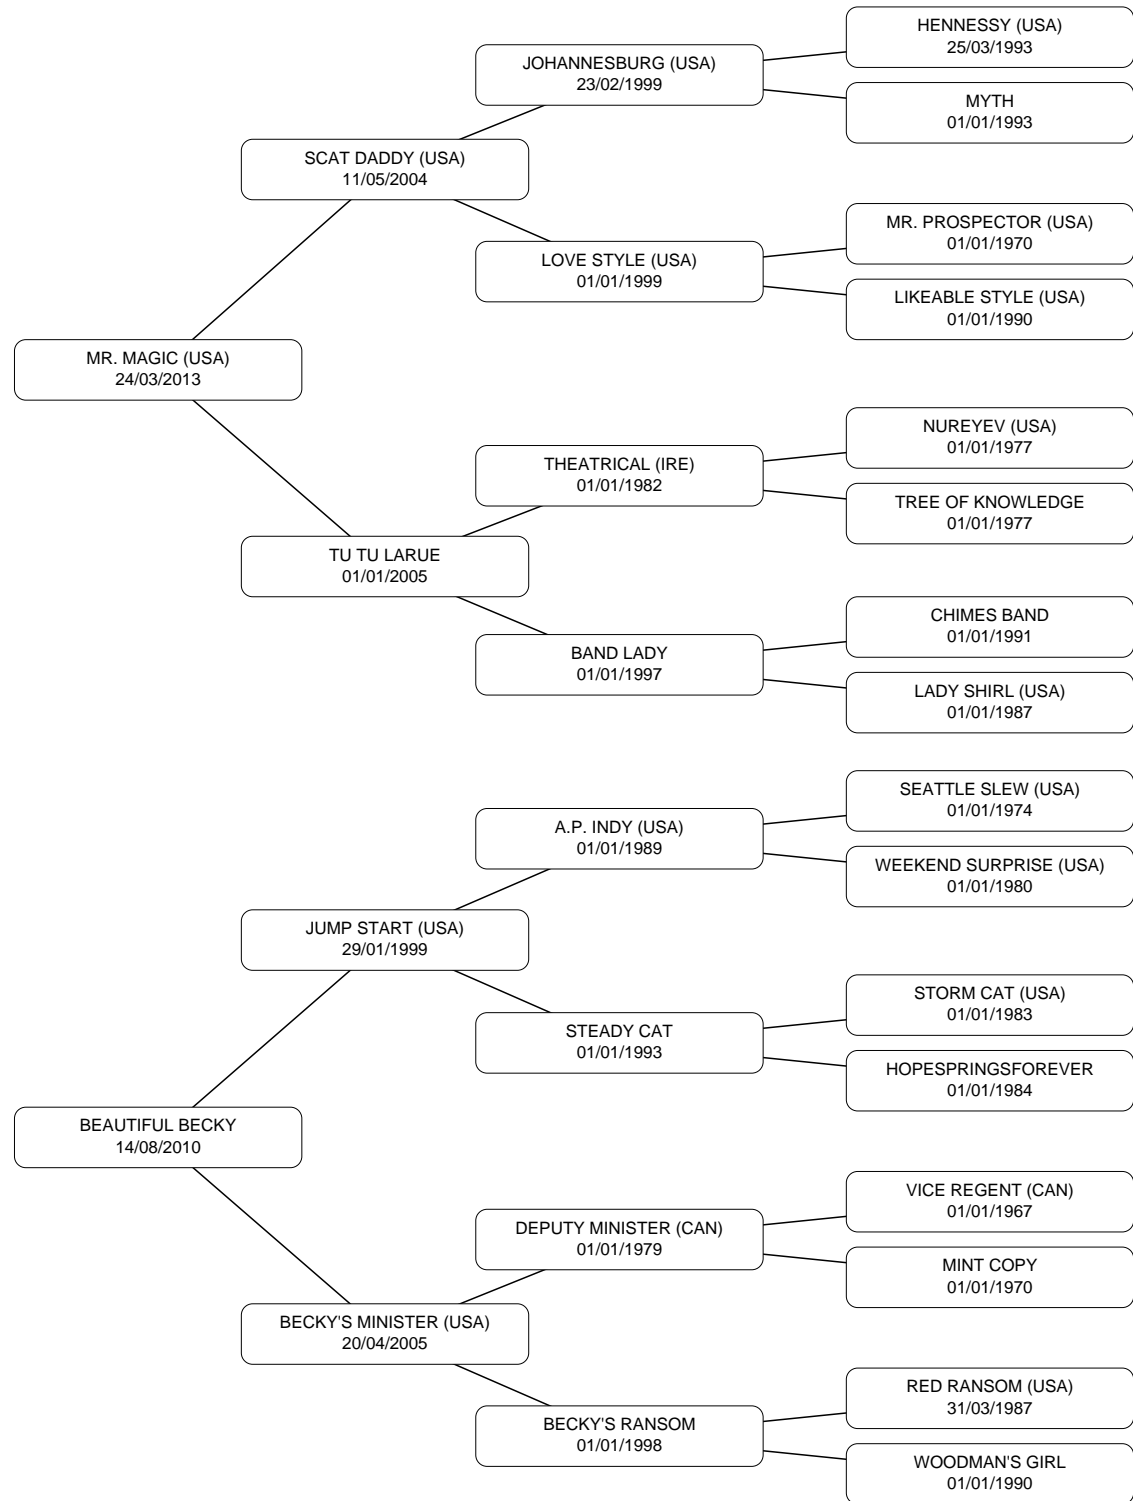 HENNESSY (USA)
25/03/1993
JOHANNESBURG (USA)
23/02/1999
MYTH
01/01/1993
SCAT DADDY (USA)
11/05/2004
MR. PROSPECTOR (USA)
01/01/1970
LOVE STYLE (USA)
01/01/1999
LIKEABLE STYLE (USA)
01/01/1990
MR. MAGIC (USA)
24/03/2013
NUREYEV (USA)
01/01/1977
THEATRICAL (IRE)
01/01/1982
TREE OF KNOWLEDGE
01/01/1977
TU TU LARUE
01/01/2005
CHIMES BAND
01/01/1991
BAND LADY
01/01/1997
LADY SHIRL (USA)
01/01/1987
SEATTLE SLEW (USA)
01/01/1974
A.P. INDY (USA)
01/01/1989
WEEKEND SURPRISE (USA)
01/01/1980
JUMP START (USA)
29/01/1999
STORM CAT (USA)
01/01/1983
STEADY CAT
01/01/1993
HOPESPRINGSFOREVER
01/01/1984
BEAUTIFUL BECKY
14/08/2010
VICE REGENT (CAN)
01/01/1967
DEPUTY MINISTER (CAN)
01/01/1979
MINT COPY
01/01/1970
BECKY'S MINISTER (USA)
20/04/2005
RED RANSOM (USA)
31/03/1987
BECKY'S RANSOM
01/01/1998
WOODMAN'S GIRL
01/01/1990